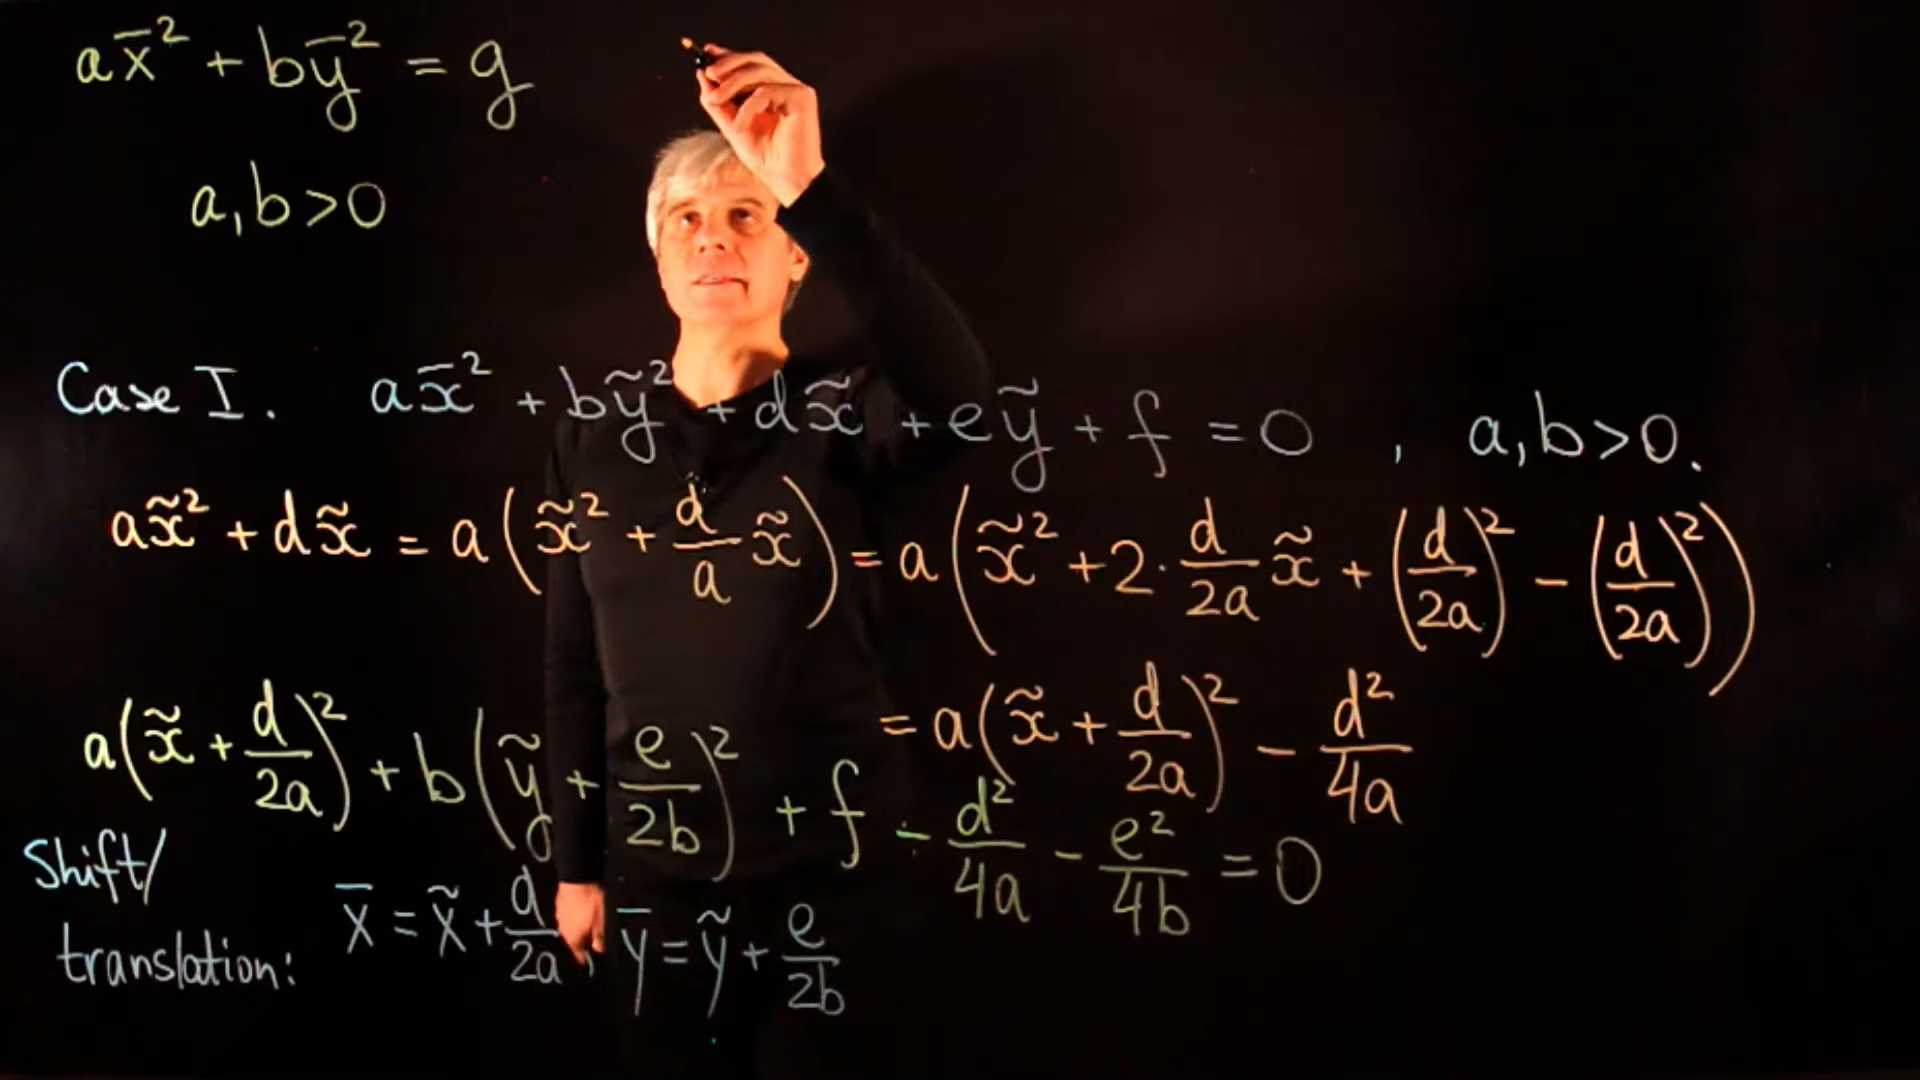 a x̄² + b ȳ² = g
a, b > 0
Case I. a x̄² + b ỹ² + d x̃ + e ỹ + f = 0 , a, b > 0.
a x̃² + d x̃ = a ( x̃² + d/a x̃ ) = a ( x̃² + 2 · d/2a x̃ + (d/2a)² − (d/2a)² )
= a ( x̃ + d/2a )² − d²/4a
a ( x̃ + d/2a )² + b ( ỹ + e/2b )² + f − d²/4a − e²/4b = 0
Shift/
translation: x̄ = x̃ + d/2a , ȳ = ỹ + e/2b